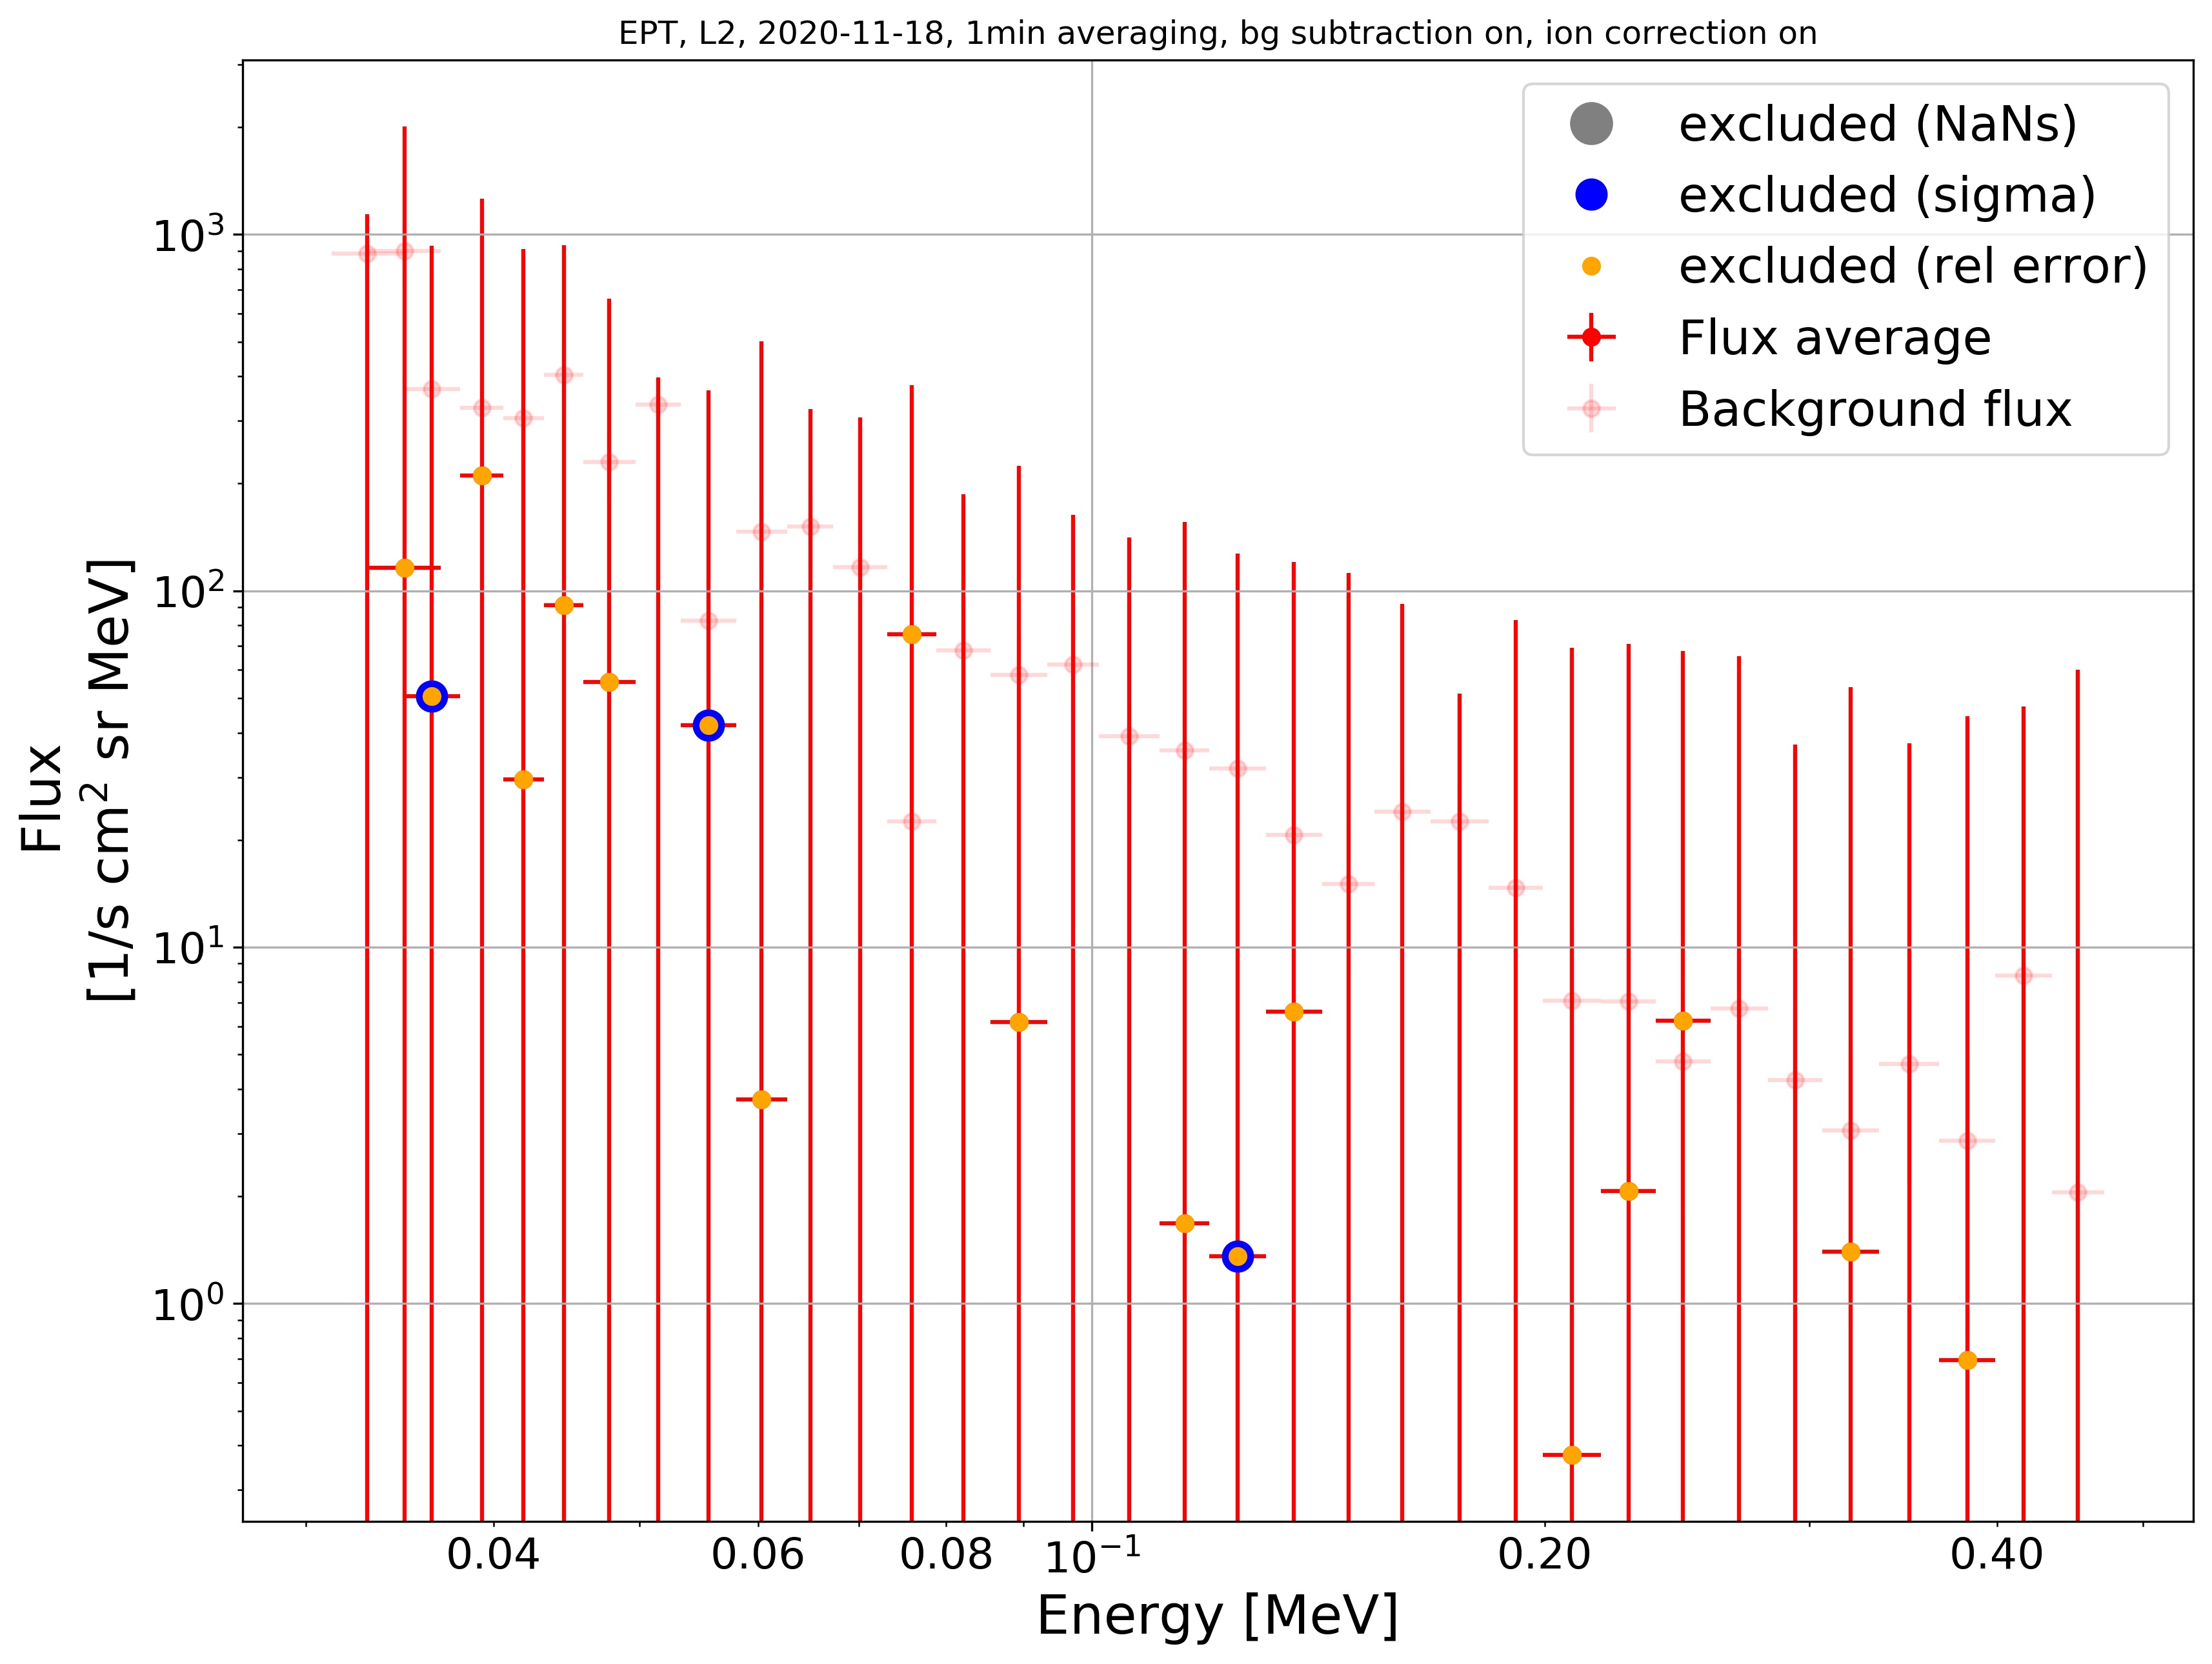 EPT, L2, 2020-11-18, 1min averaging, bg subtraction on, ion correction on
excluded (NaNs)
excluded (sigma)
excluded (rel error)
Flux average
Background flux
10³
10²
10¹
10⁰
Flux
[1/s cm² sr MeV]
0.04 0.06 0.08 10⁻¹ 0.20 0.40
Energy [MeV]